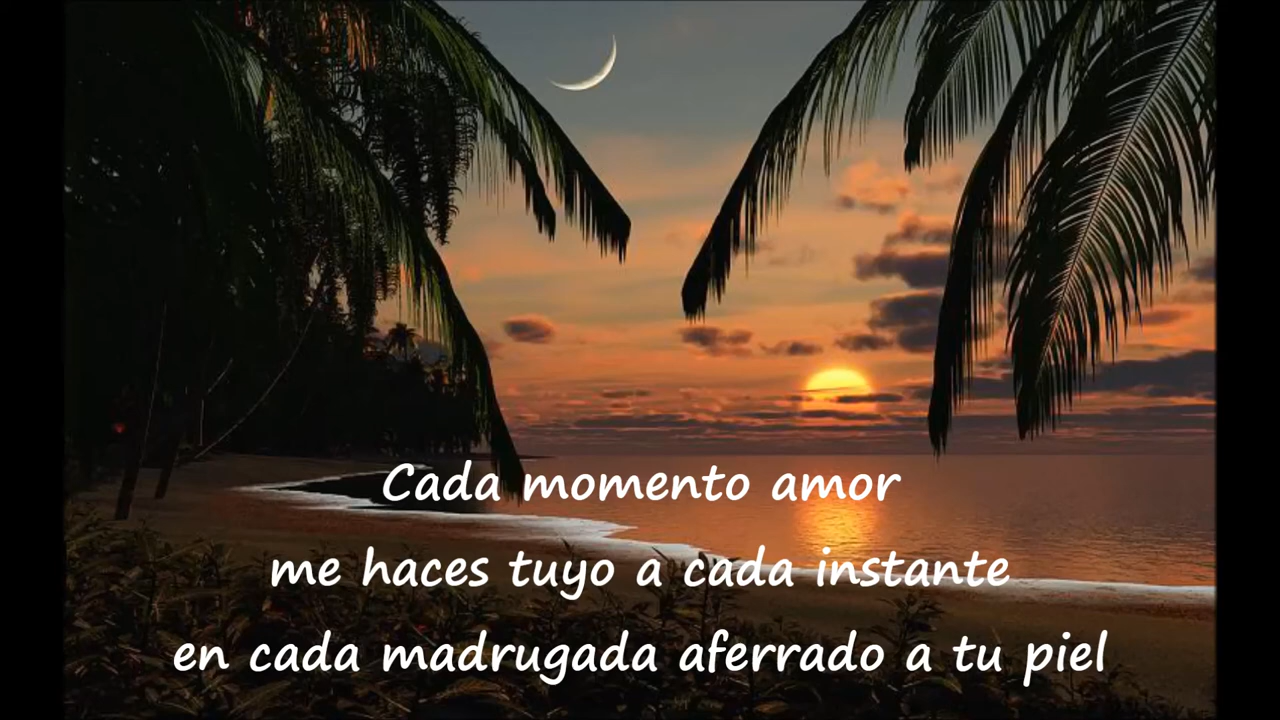 Cada momento amor
me haces tuyo a cada instante
en cada madrugada aferrado a tu piel